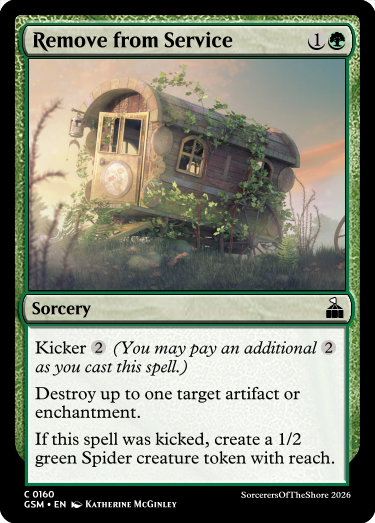 Remove from Service 1
Sorcery
Kicker 2 (You may pay an additional 2
as you cast this spell.)
Destroy up to one target artifact or
enchantment.
If this spell was kicked, create a 1/2
green Spider creature token with reach.
C 0160
GSM • EN Katherine McGinley
SorcerersOfTheShore 2026